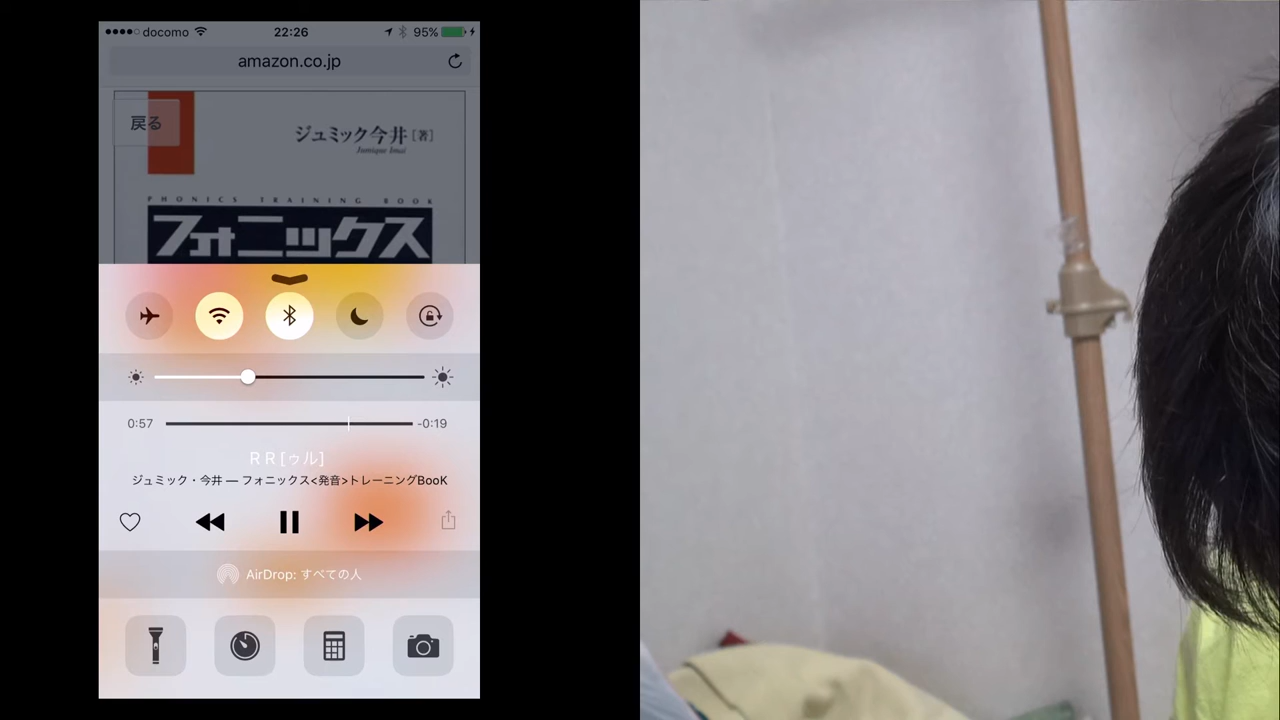 docomo 22:26 95%
amazon.co.jp
戻る
ジュミック今井[著]
Jumique Imai
PHONICS TRAINING BOOK
フォニックス
0:57 -0:19
R R [ゥル]
ジュミック・今井 — フォニックス<発音>トレーニングBooK
AirDrop: すべての人